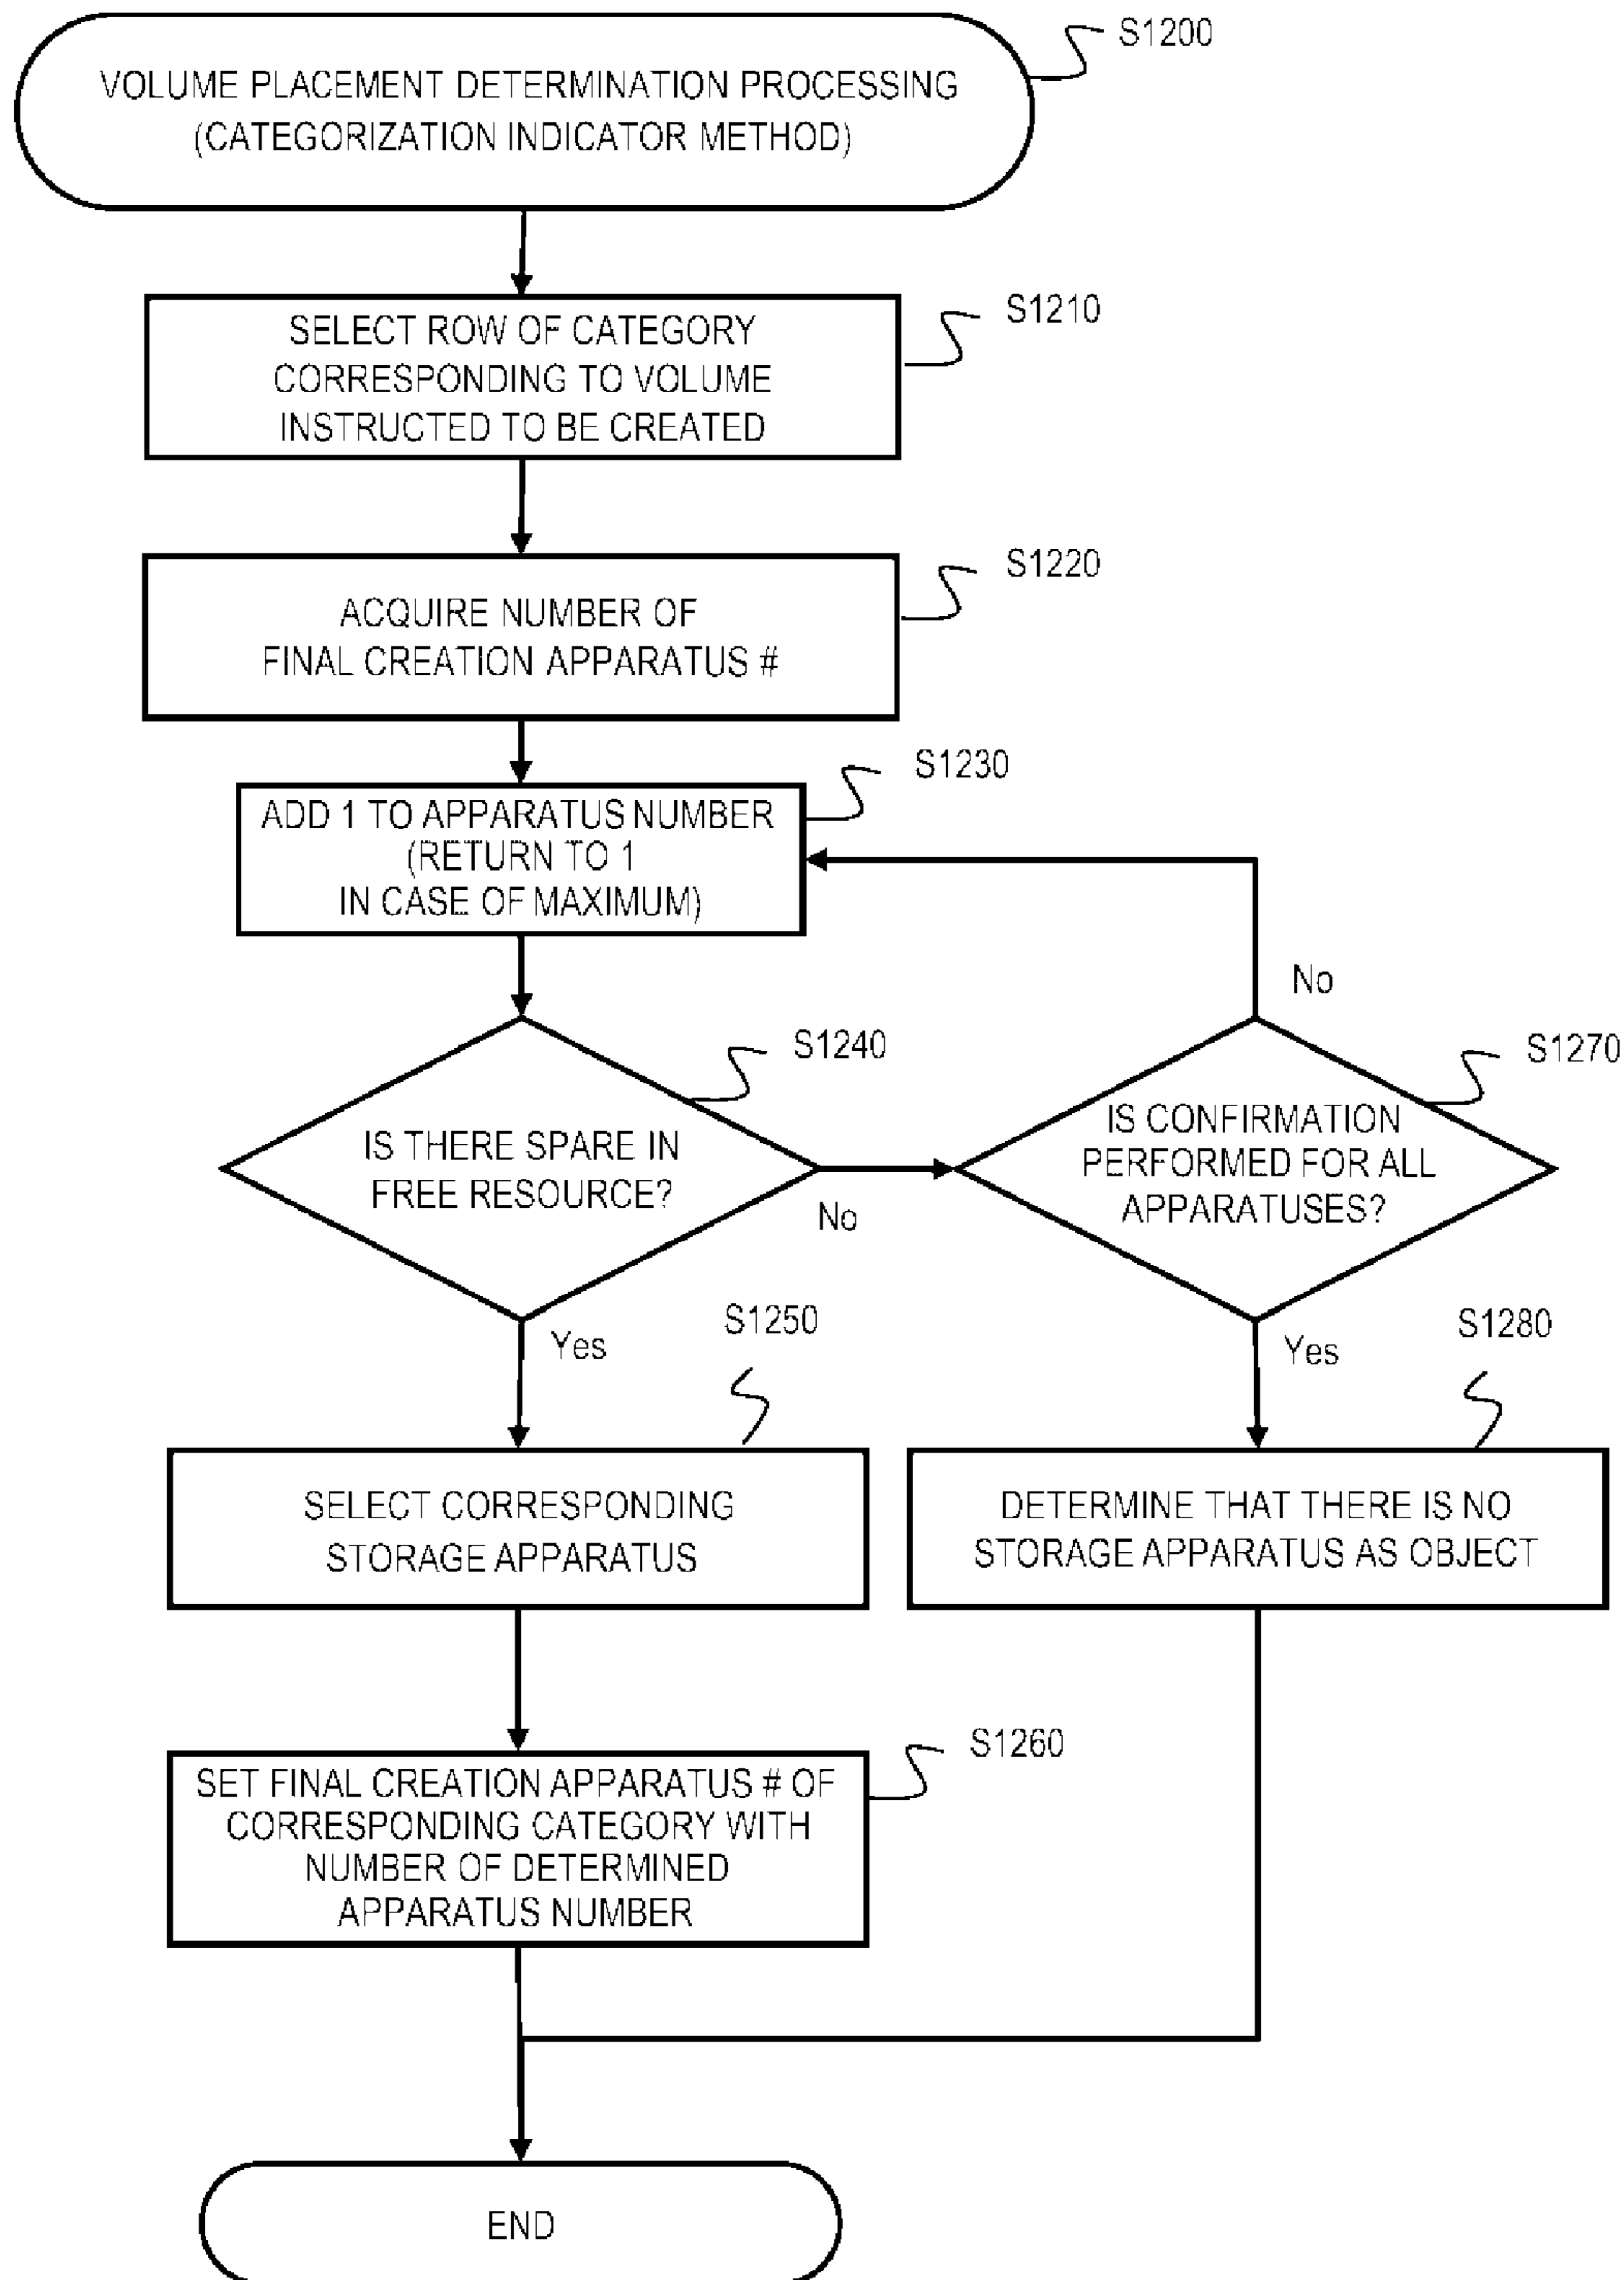 S1200
VOLUME PLACEMENT DETERMINATION PROCESSING
(CATEGORIZATION INDICATOR METHOD)
S1210
SELECT ROW OF CATEGORY
CORRESPONDING TO VOLUME
INSTRUCTED TO BE CREATED
S1220
ACQUIRE NUMBER OF
FINAL CREATION APPARATUS #
S1230
ADD 1 TO APPARATUS NUMBER
(RETURN TO 1
IN CASE OF MAXIMUM)
No
S1240
IS THERE SPARE IN
FREE RESOURCE?
No
S1270
IS CONFIRMATION
PERFORMED FOR ALL
APPARATUSES?
Yes
S1250
SELECT CORRESPONDING
STORAGE APPARATUS
Yes
S1280
DETERMINE THAT THERE IS NO
STORAGE APPARATUS AS OBJECT
S1260
SET FINAL CREATION APPARATUS # OF
CORRESPONDING CATEGORY WITH
NUMBER OF DETERMINED
APPARATUS NUMBER
END